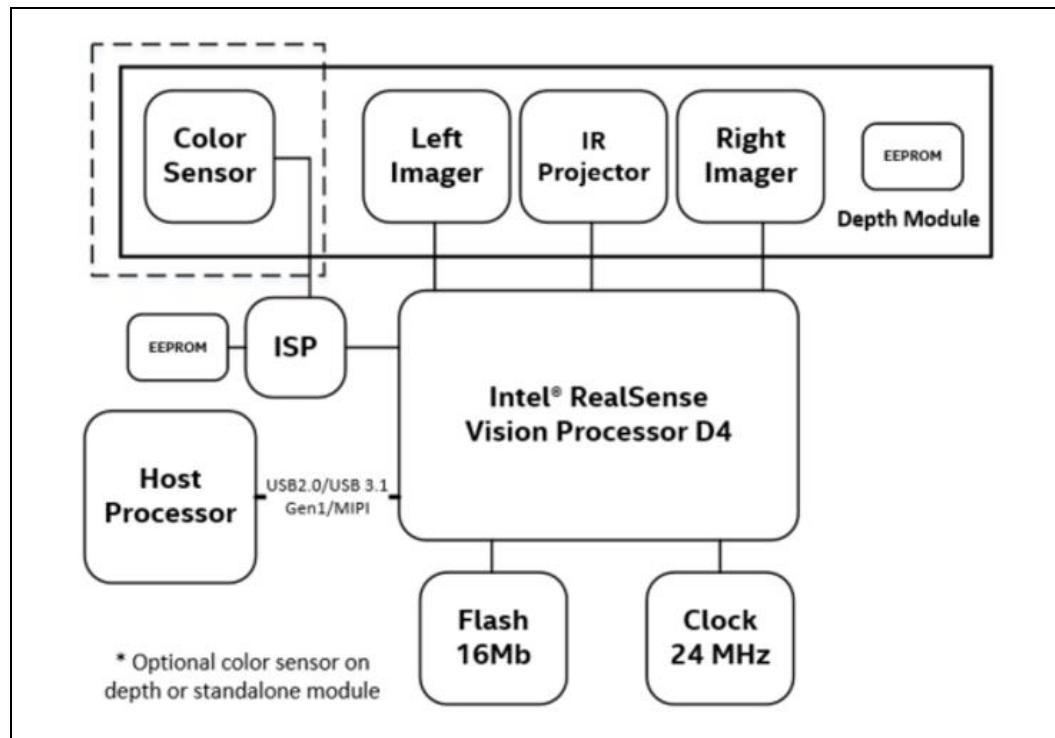 Color
Sensor
Left
Imager
IR
Projector
Right
Imager
EEPROM
Depth Module
EEPROM
ISP
Intel® RealSense
Vision Processor D4
Host
Processor
USB2.0/USB 3.1
Gen1/MIPI
Flash
16Mb
Clock
24 MHz
* Optional color sensor on
depth or standalone module